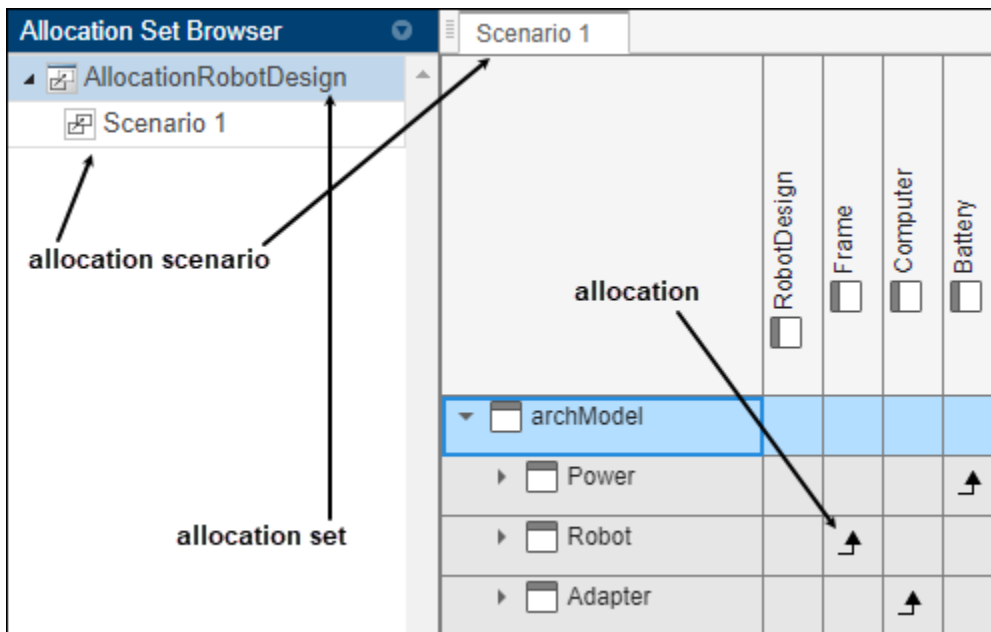 Allocation Set Browser
Scenario 1
AllocationRobotDesign
Scenario 1
allocation scenario
allocation set
RobotDesign
Frame
Computer
Battery
allocation
archModel
Power
Robot
Adapter